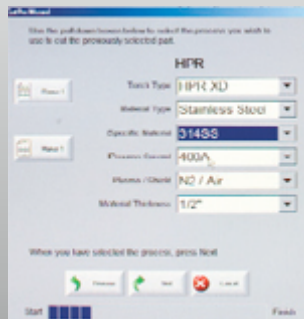 Use the pulldown boxes below to select the process you wish to
use to cut the previously selected part.
HPR
Torch Type HPR XD
Material Type Stainless Steel
Specific Material 314SS
Process Current 400A
Plasma / Shield N2 / Air
Material Thickness 1/2"
When you have selected the process, press Next
Previous Next Cancel
Start Finish